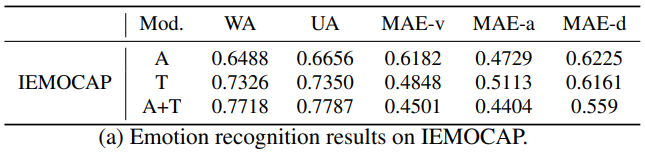 Mod. WA UA MAE-v MAE-a MAE-d
A 0.6488 0.6656 0.6182 0.4729 0.6225
IEMOCAP T 0.7326 0.7350 0.4848 0.5113 0.6161
A+T 0.7718 0.7787 0.4501 0.4404 0.559
(a) Emotion recognition results on IEMOCAP.